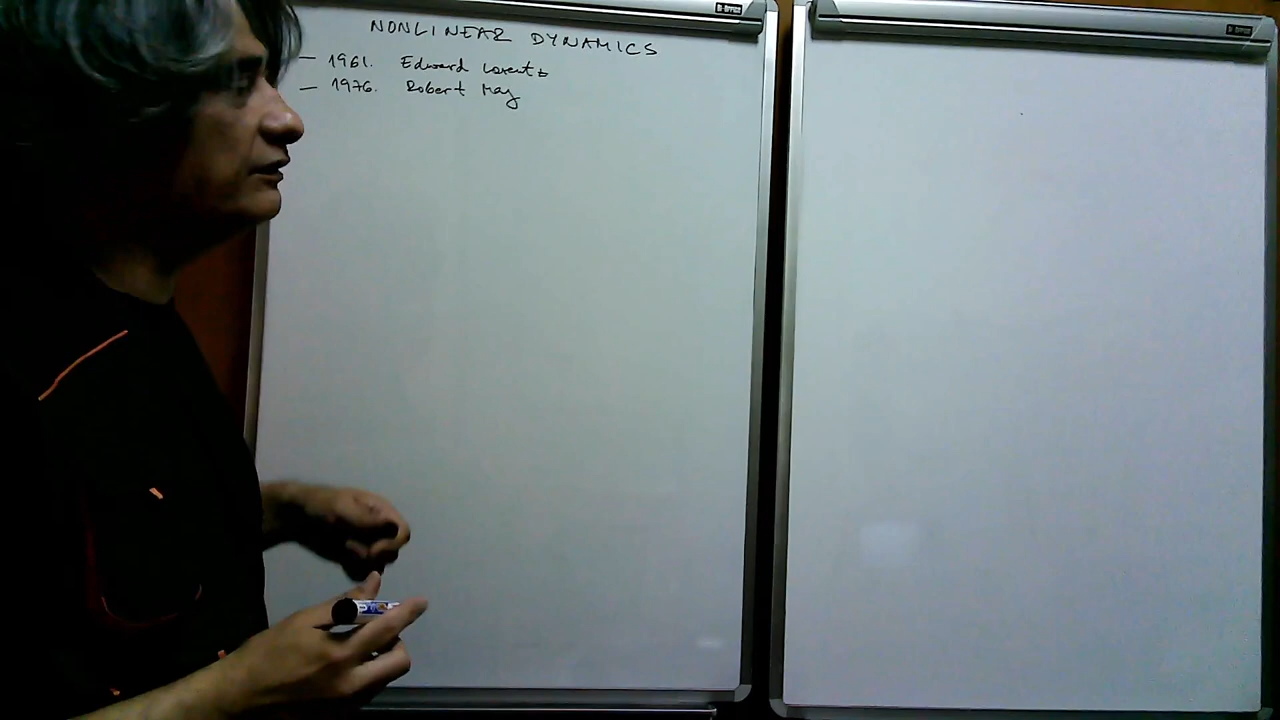 NONLINEAR DYNAMICS
– 1961. Edward Lorentz
– 1976. Robert May